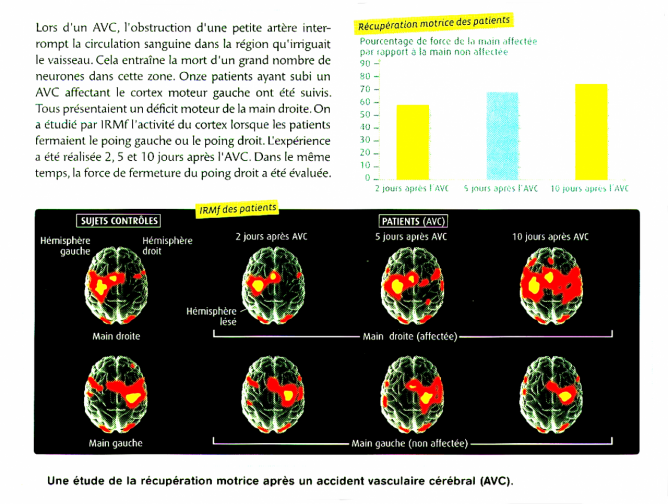 Lors d'un AVC, l'obstruction d'une petite artère inter-
rompt la circulation sanguine dans la région qu'irriguait
le vaisseau. Cela entraîne la mort d'un grand nombre de
neurones dans cette zone. Onze patients ayant subi un
AVC affectant le cortex moteur gauche ont été suivis.
Tous présentaient un déficit moteur de la main droite. On
a étudié par IRMf l'activité du cortex lorsque les patients
fermaient le poing gauche ou le poing droit. L'expérience
a été réalisée 2, 5 et 10 jours après l'AVC. Dans le même
temps, la force de fermeture du poing droit a été évaluée.
Récupération motrice des patients
Pourcentage de force de la main affectée
par rapport à la main non affectée
90
80
70
60
50
40
30
20
10
0
2 jours après l'AVC 5 jours après l'AVC 10 jours après l'AVC
IRMf des patients
SUJETS CONTRÔLES PATIENTS (AVC)
Hémisphère gauche
Hémisphère droit
2 jours après AVC 5 jours après AVC 10 jours après AVC
Hémisphère
lésé
Main droite Main droite (affectée)
Main gauche Main gauche (non affectée)
Une étude de la récupération motrice après un accident vasculaire cérébral (AVC).